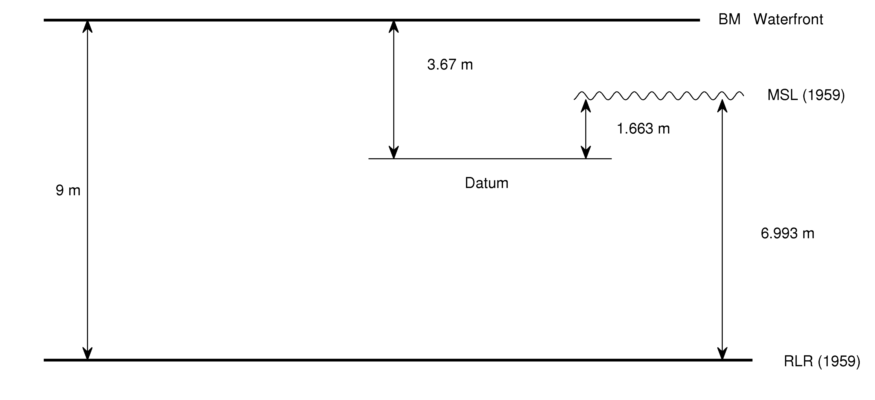 BM Waterfront
3.67 m
MSL (1959)
1.663 m
Datum
9 m
6.993 m
RLR (1959)